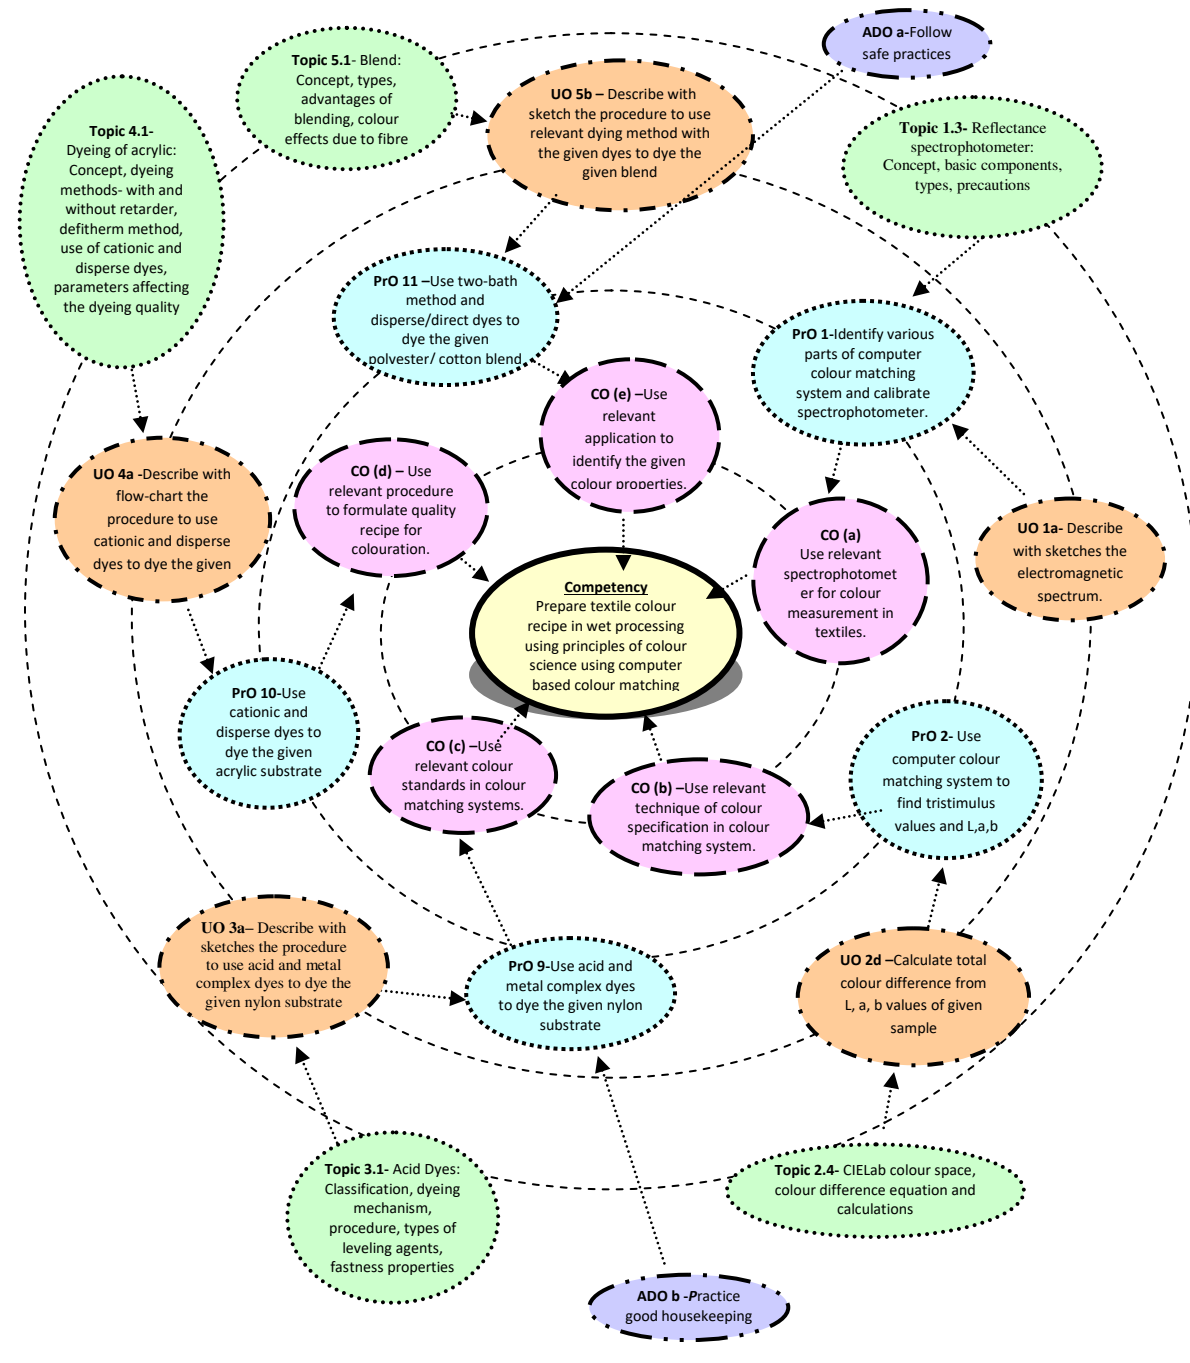 ADO a-Follow
safe practices
Topic 5.1- Blend:
Concept, types,
advantages of
blending, colour
effects due to fibre
UO 5b – Describe with
sketch the procedure to use
relevant dying method with
the given dyes to dye the
given blend
Topic 4.1-
Dyeing of acrylic:
Concept, dyeing
methods- with and
without retarder,
defitherm method,
use of cationic and
disperse dyes,
parameters affecting
the dyeing quality
Topic 1.3- Reflectance
spectrophotometer:
Concept, basic components,
types, precautions
PrO 11 –Use two-bath
method and
disperse/direct dyes to
dye the given
polyester/ cotton blend
PrO 1-Identify various
parts of computer
colour matching
system and calibrate
spectrophotometer.
CO (e) –Use
relevant
application to
identify the given
colour properties.
CO (d) – Use
relevant procedure
to formulate quality
recipe for
colouration.
UO 4a -Describe with
flow-chart the
procedure to use
cationic and disperse
dyes to dye the given
CO (a)
Use relevant
spectrophotomet
er for colour
measurement in
textiles.
UO 1a- Describe
with sketches the
electromagnetic
spectrum.
Competency
Prepare textile colour
recipe in wet processing
using principles of colour
science using computer
based colour matching
PrO 10-Use
cationic and
disperse dyes to
dye the given
acrylic substrate
CO (c) –Use
relevant colour
standards in colour
matching systems.
CO (b) –Use relevant
technique of colour
specification in colour
matching system.
PrO 2- Use
computer colour
matching system to
find tristimulus
values and L,a,b
UO 3a– Describe with
sketches the procedure
to use acid and metal
complex dyes to dye the
given nylon substrate
PrO 9-Use acid and
metal complex dyes
to dye the given nylon
substrate
UO 2d –Calculate total
colour difference from
L, a, b values of given
sample
Topic 3.1- Acid Dyes:
Classification, dyeing
mechanism,
procedure, types of
leveling agents,
fastness properties
Topic 2.4- CIELab colour space,
colour difference equation and
calculations
ADO b -Practice
good housekeeping